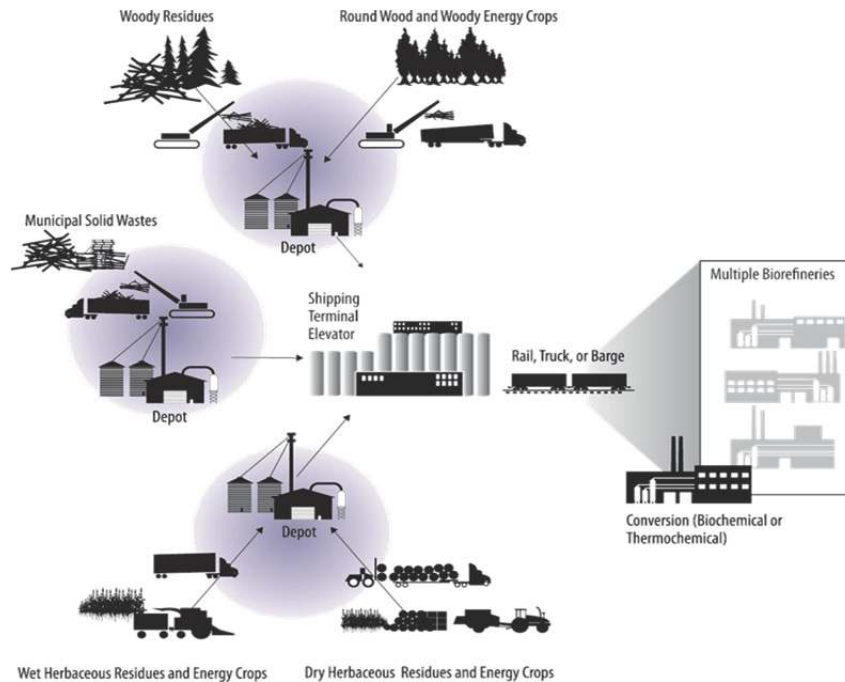 Woody Residues
Round Wood and Woody Energy Crops
Depot
Municipal Solid Wastes
Depot
Shipping
Terminal
Elevator
Rail, Truck, or Barge
Multiple Biorefineries
Conversion (Biochemical or
Thermochemical)
Depot
Wet Herbaceous Residues and Energy Crops
Dry Herbaceous Residues and Energy Crops